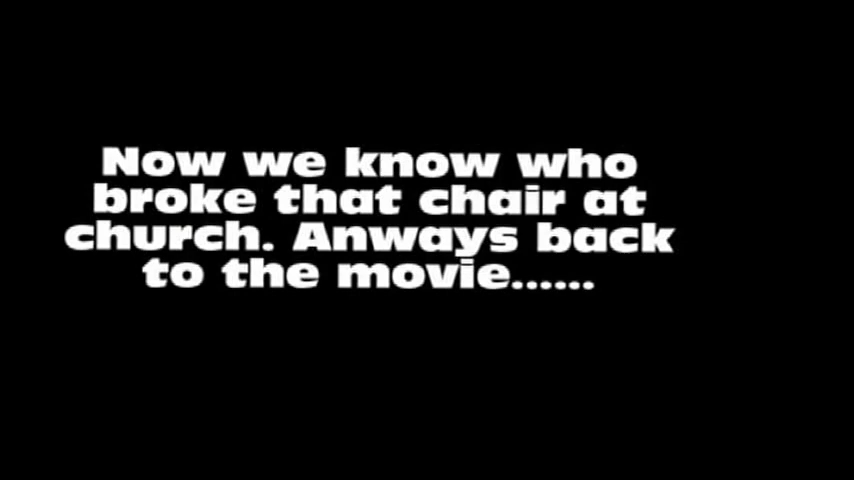 Now we know who
broke that chair at
church. Anways back
to the movie......